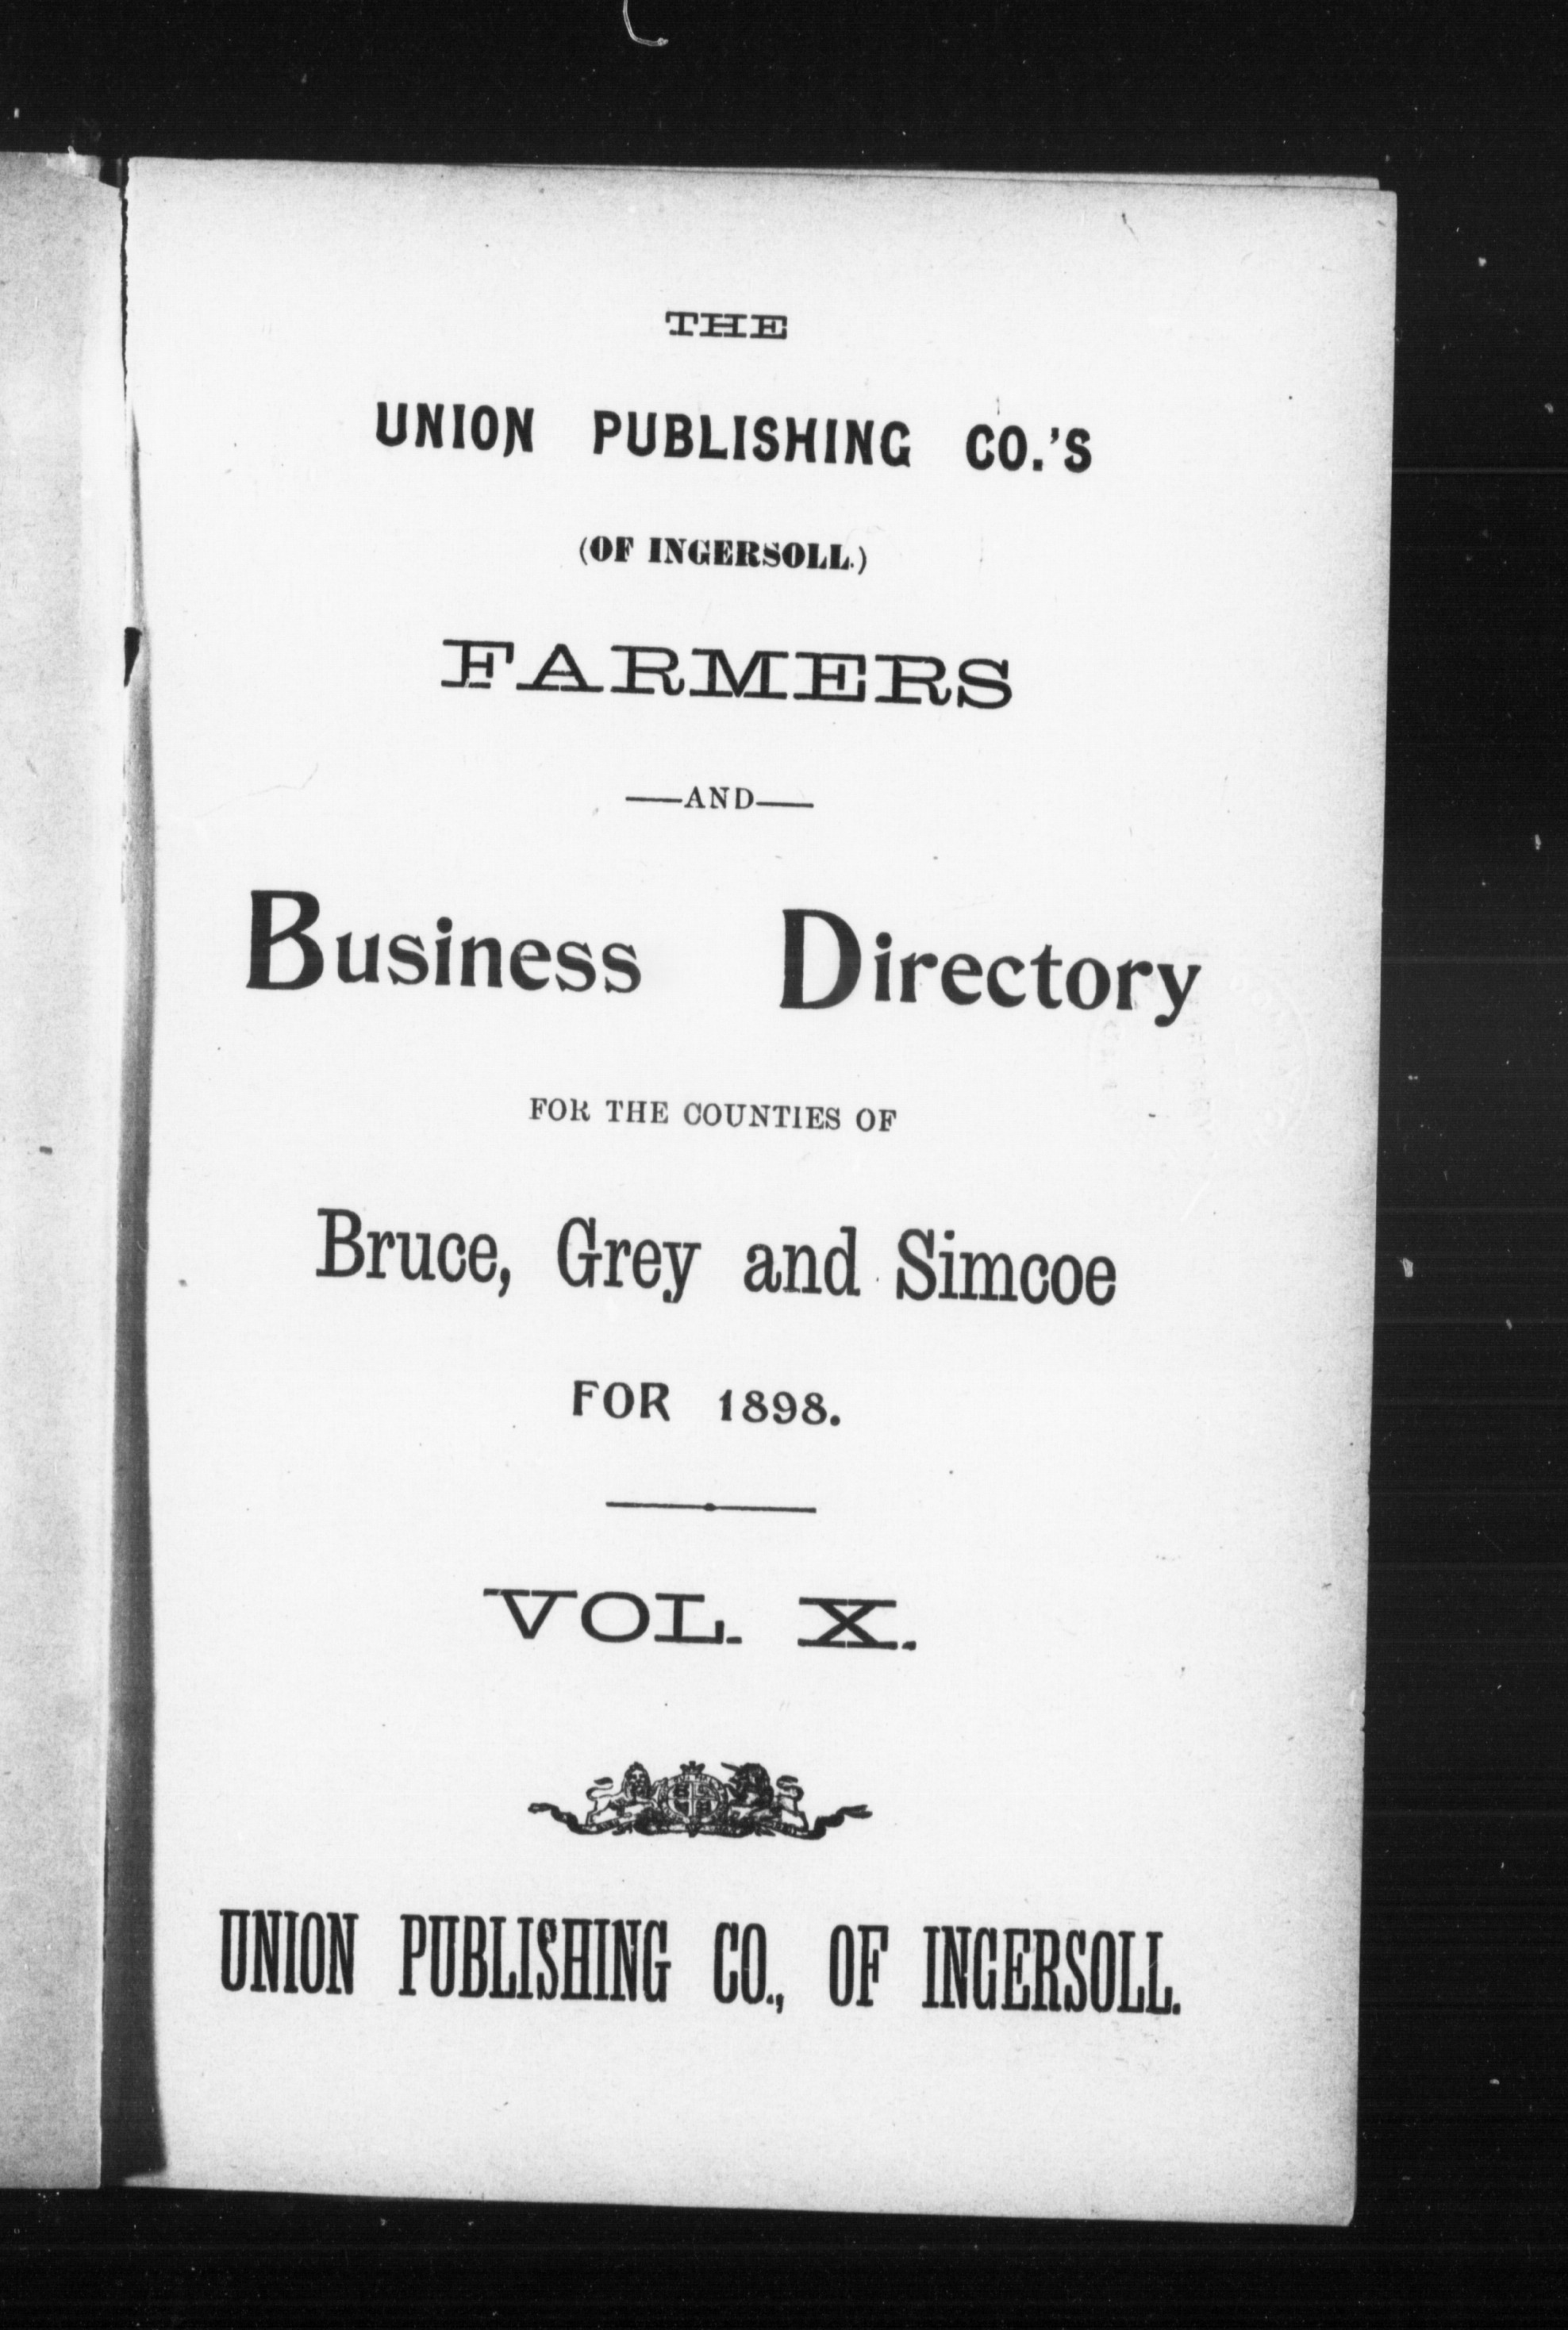 THE
UNION PUBLISHING CO.'S
(OF INGERSOLL.)
FARMERS
—AND—
Business Directory
FOR THE COUNTIES OF
Bruce, Grey and Simcoe
FOR 1898.
VOL. X.
UNION PUBLISHING CO., OF INGERSOLL.